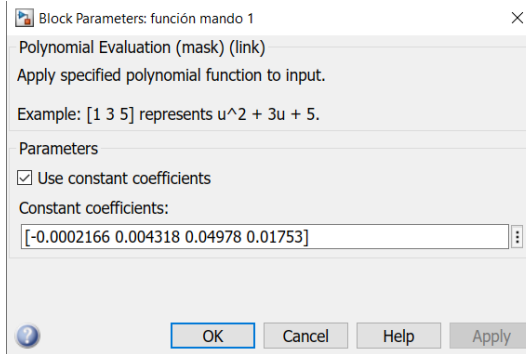 Block Parameters: función mando 1
Polynomial Evaluation (mask) (link)
Apply specified polynomial function to input.
Example: [1 3 5] represents u^2 + 3u + 5.
Parameters
Use constant coefficients
Constant coefficients:
[-0.0002166 0.004318 0.04978 0.01753]
OK Cancel Help Apply